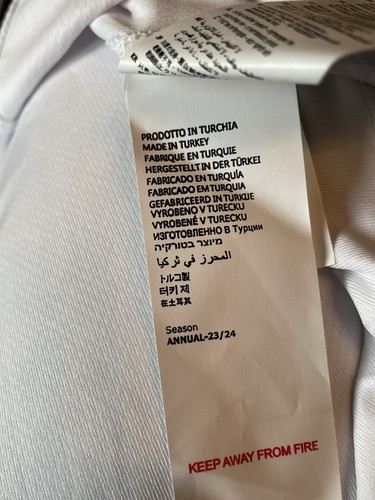 PRODOTTO IN TURCHIA
MADE IN TURKEY
FABRIQUE EN TURQUIE
HERGESTELLT IN DER TÜRKEI
FABRICADO EN TURQUÍA
FABRICADO EM TURQUIA
GEFABRICEERD IN TURKIJE
VYROBENO V TURECKU
VYROBENÉ V TURECKU
ИЗГОТОВЛЕННО В Турции
מיוצר בטורקיה
المحرز في تركيا
トルコ製
터키 제
在土耳其
Season
ANNUAL-23/24
KEEP AWAY FROM FIRE